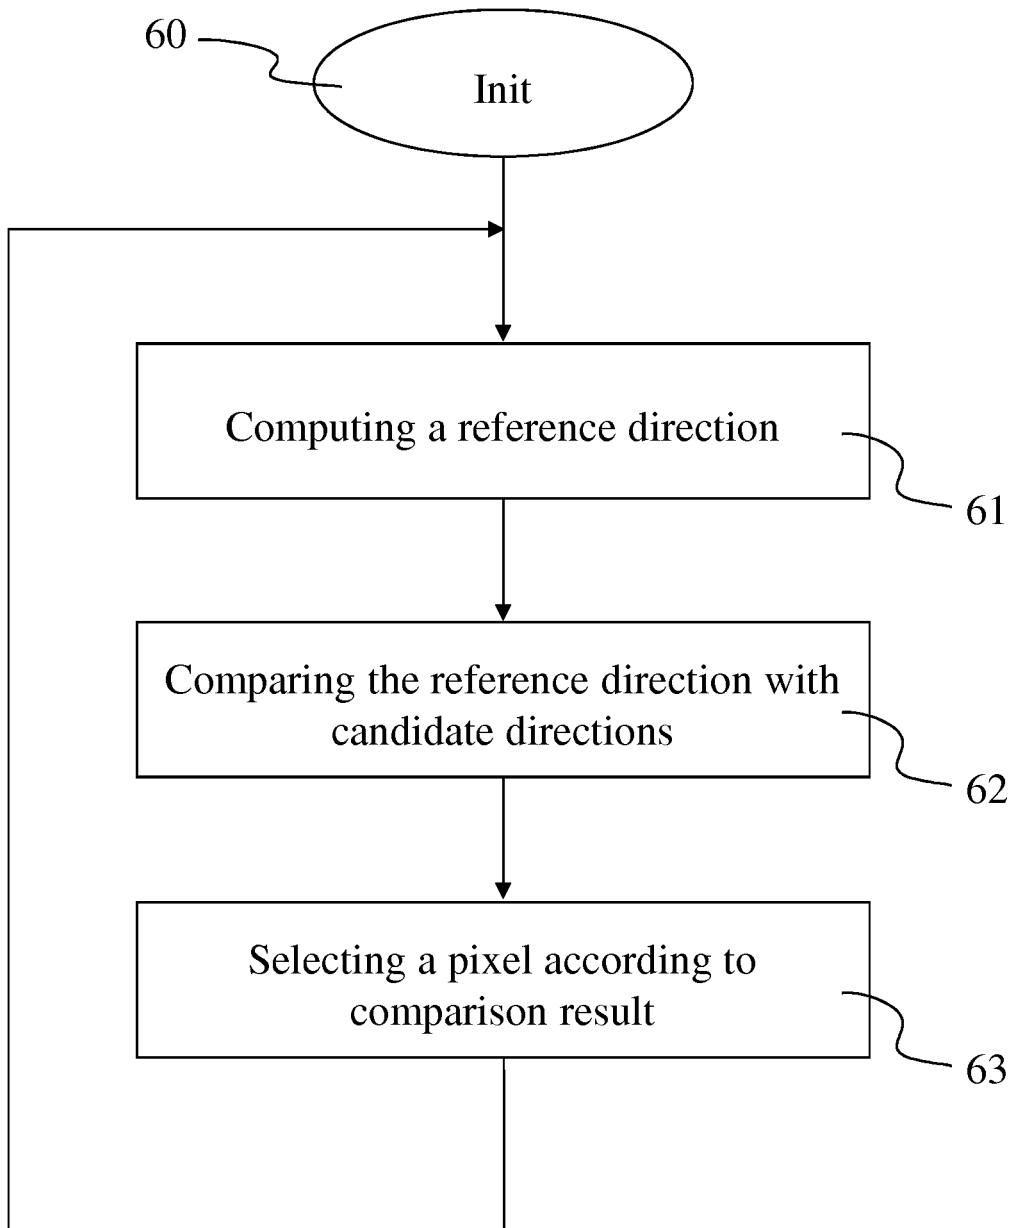 60
Init
Computing a reference direction
61
Comparing the reference direction with
candidate directions
62
Selecting a pixel according to
comparison result
63